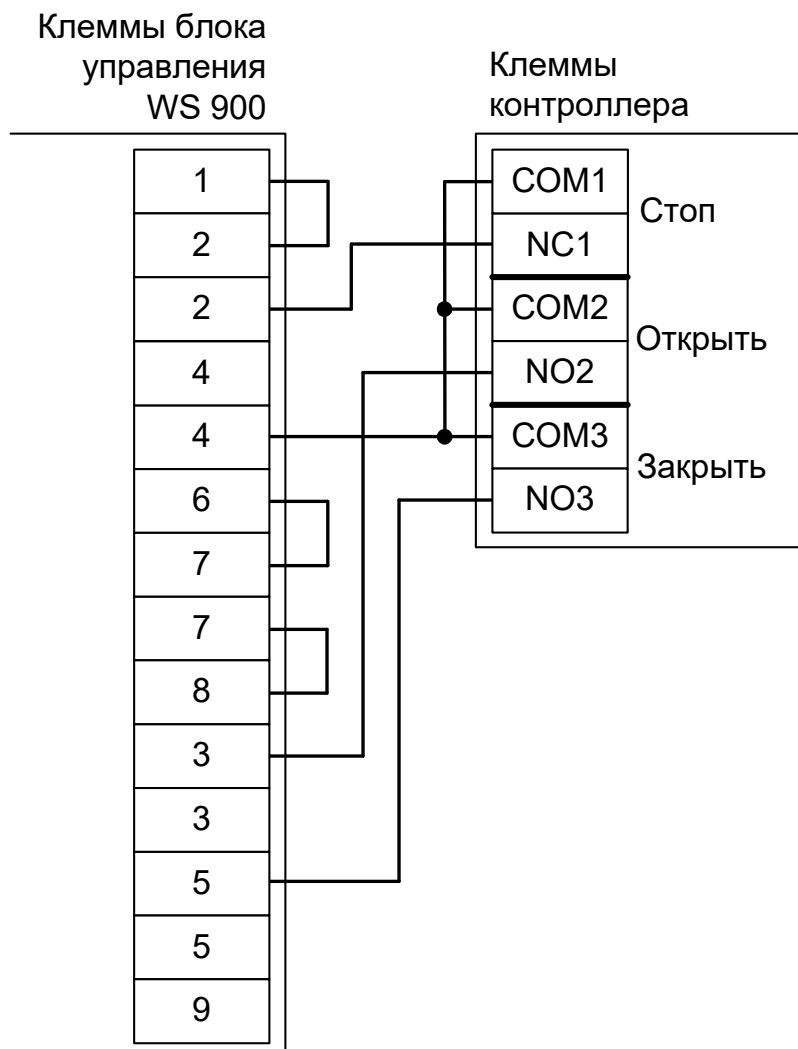 Клеммы блока
управления
WS 900
Клеммы
контроллера
1
2
2
4
4
6
7
7
8
3
3
5
5
9
COM1
NC1
Стоп
COM2
NO2
Открыть
COM3
NO3
Закрыть